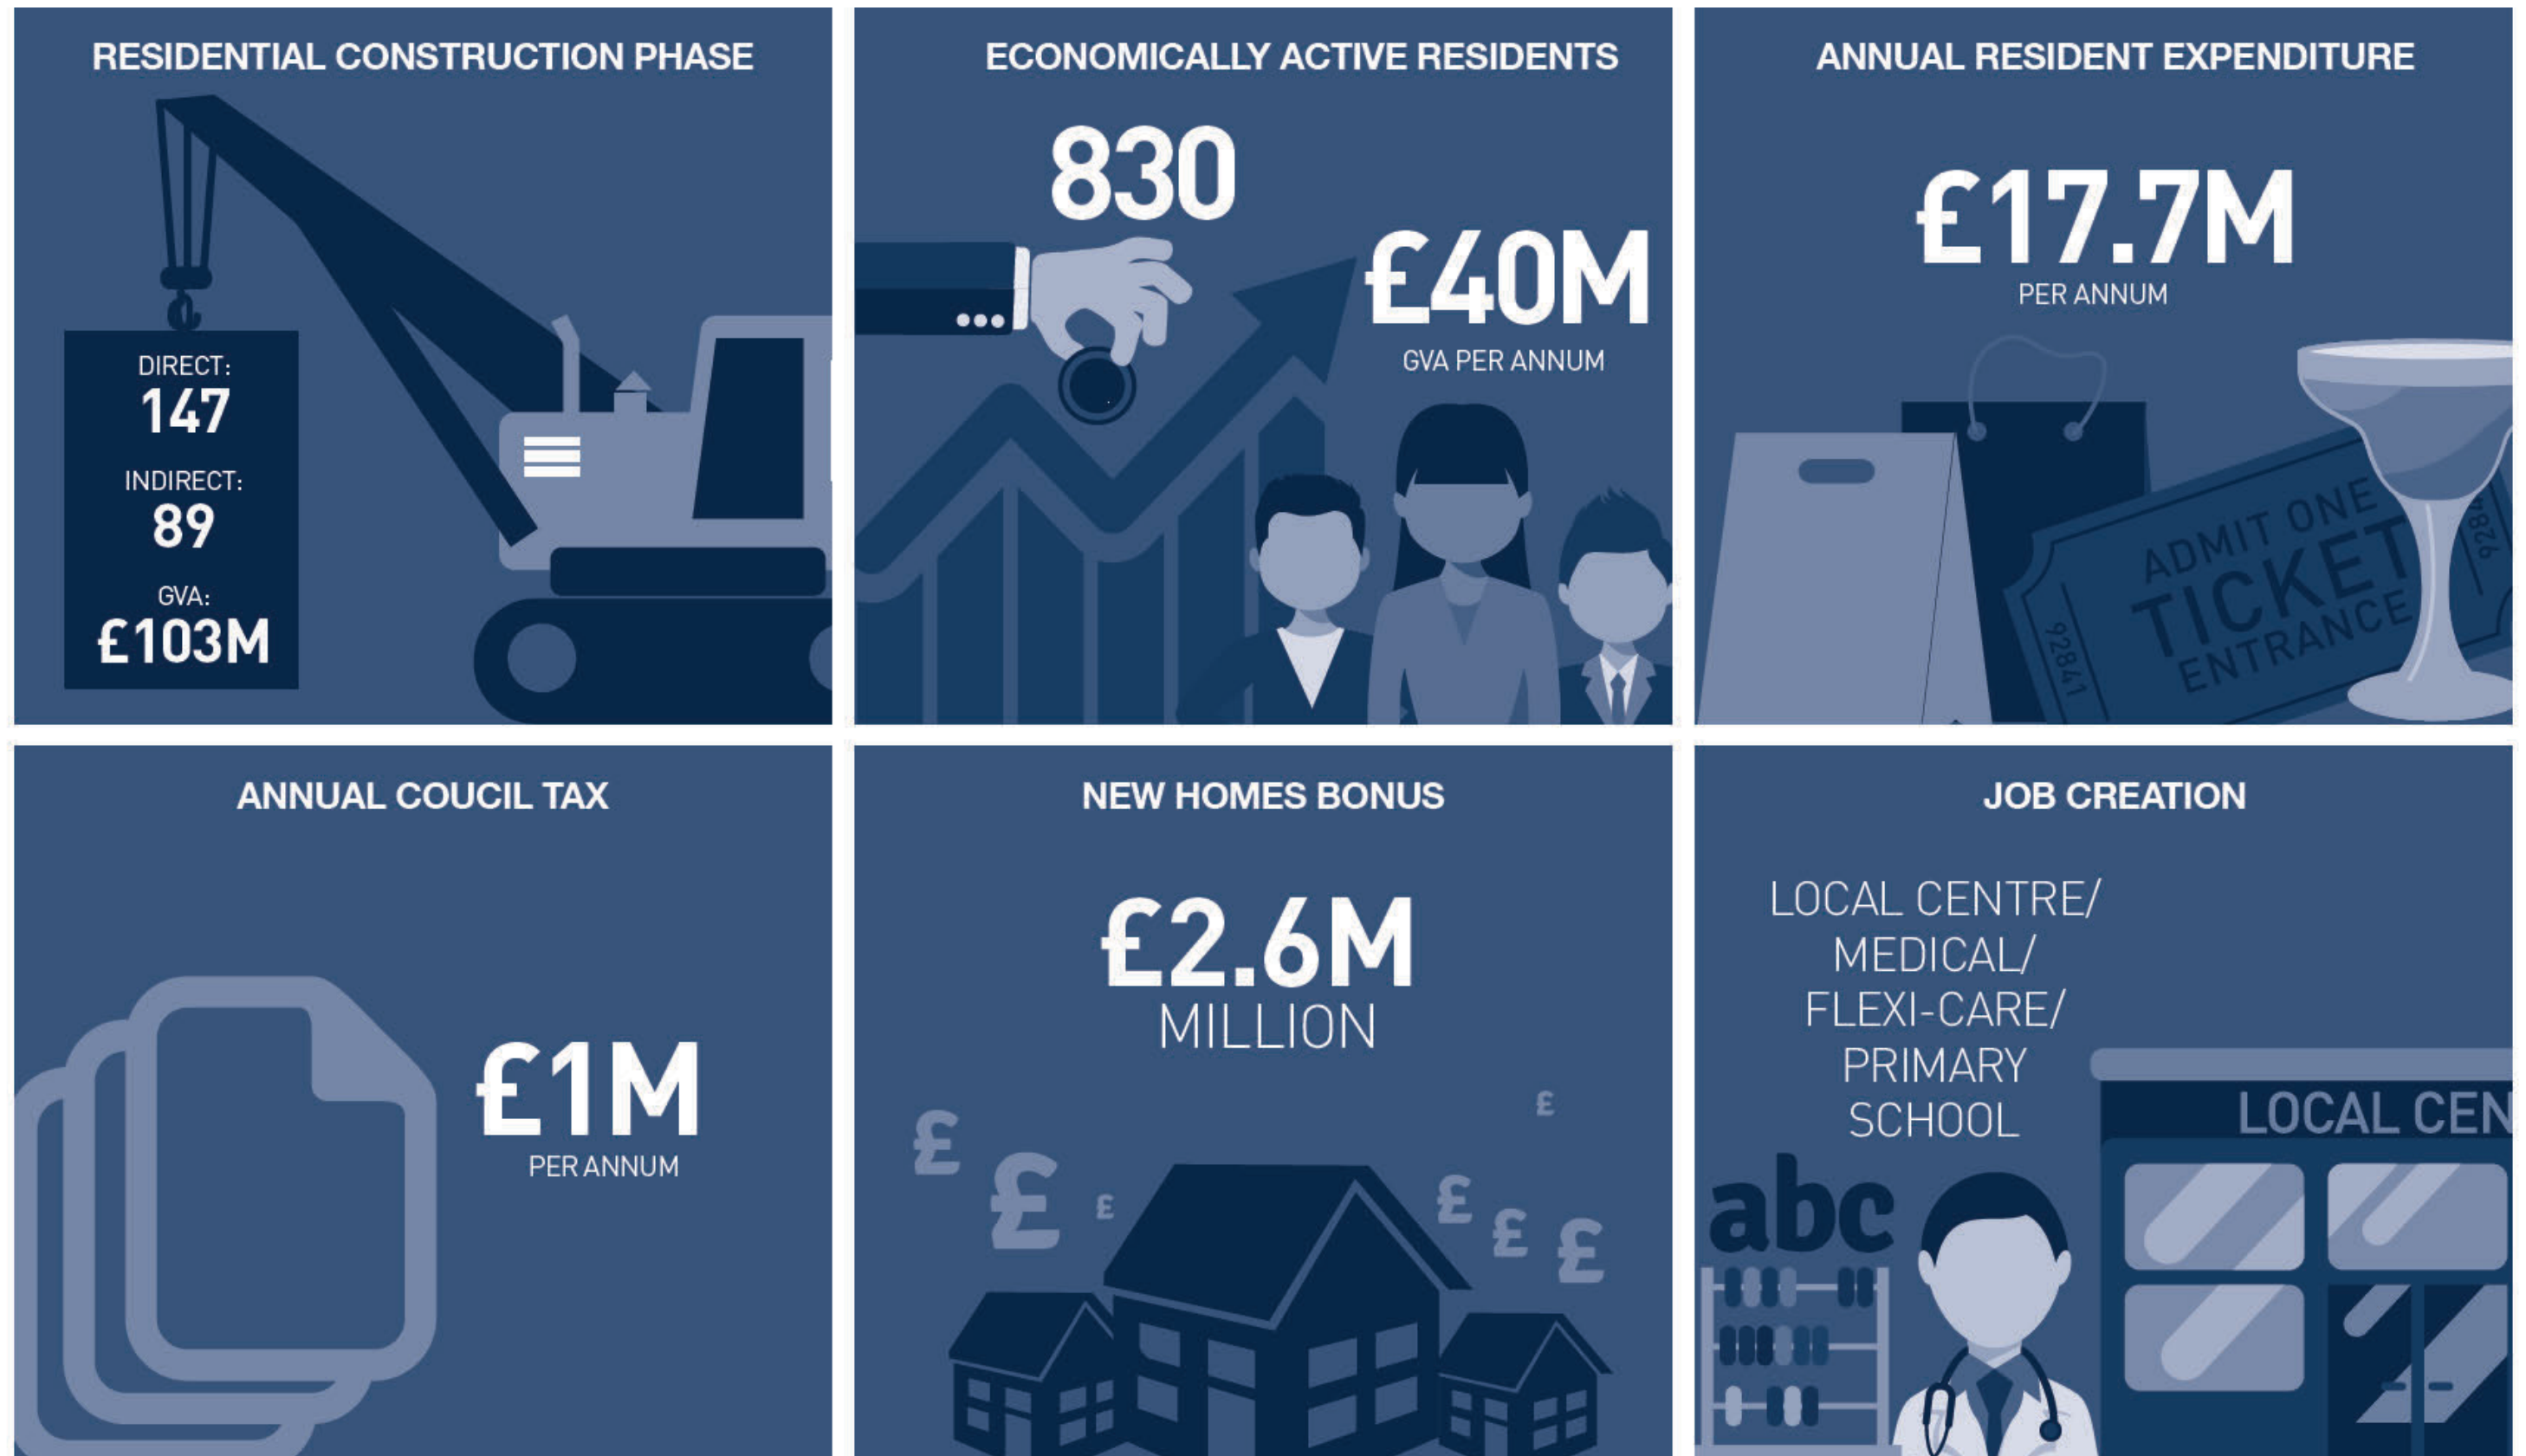 RESIDENTIAL CONSTRUCTION PHASE
DIRECT:
147
INDIRECT:
89
GVA:
£103M
ECONOMICALLY ACTIVE RESIDENTS
830
£40M
GVA PER ANNUM
ANNUAL RESIDENT EXPENDITURE
£17.7M
PER ANNUM
ADMIT ONE
TICKET
ENTRANCE
92841
9284
ANNUAL COUCIL TAX
£1M
PER ANNUM
NEW HOMES BONUS
£2.6M
MILLION
£
£
£
£
£
£
£
JOB CREATION
LOCAL CENTRE/
MEDICAL/
FLEXI-CARE/
PRIMARY
SCHOOL
LOCAL CEN
abc